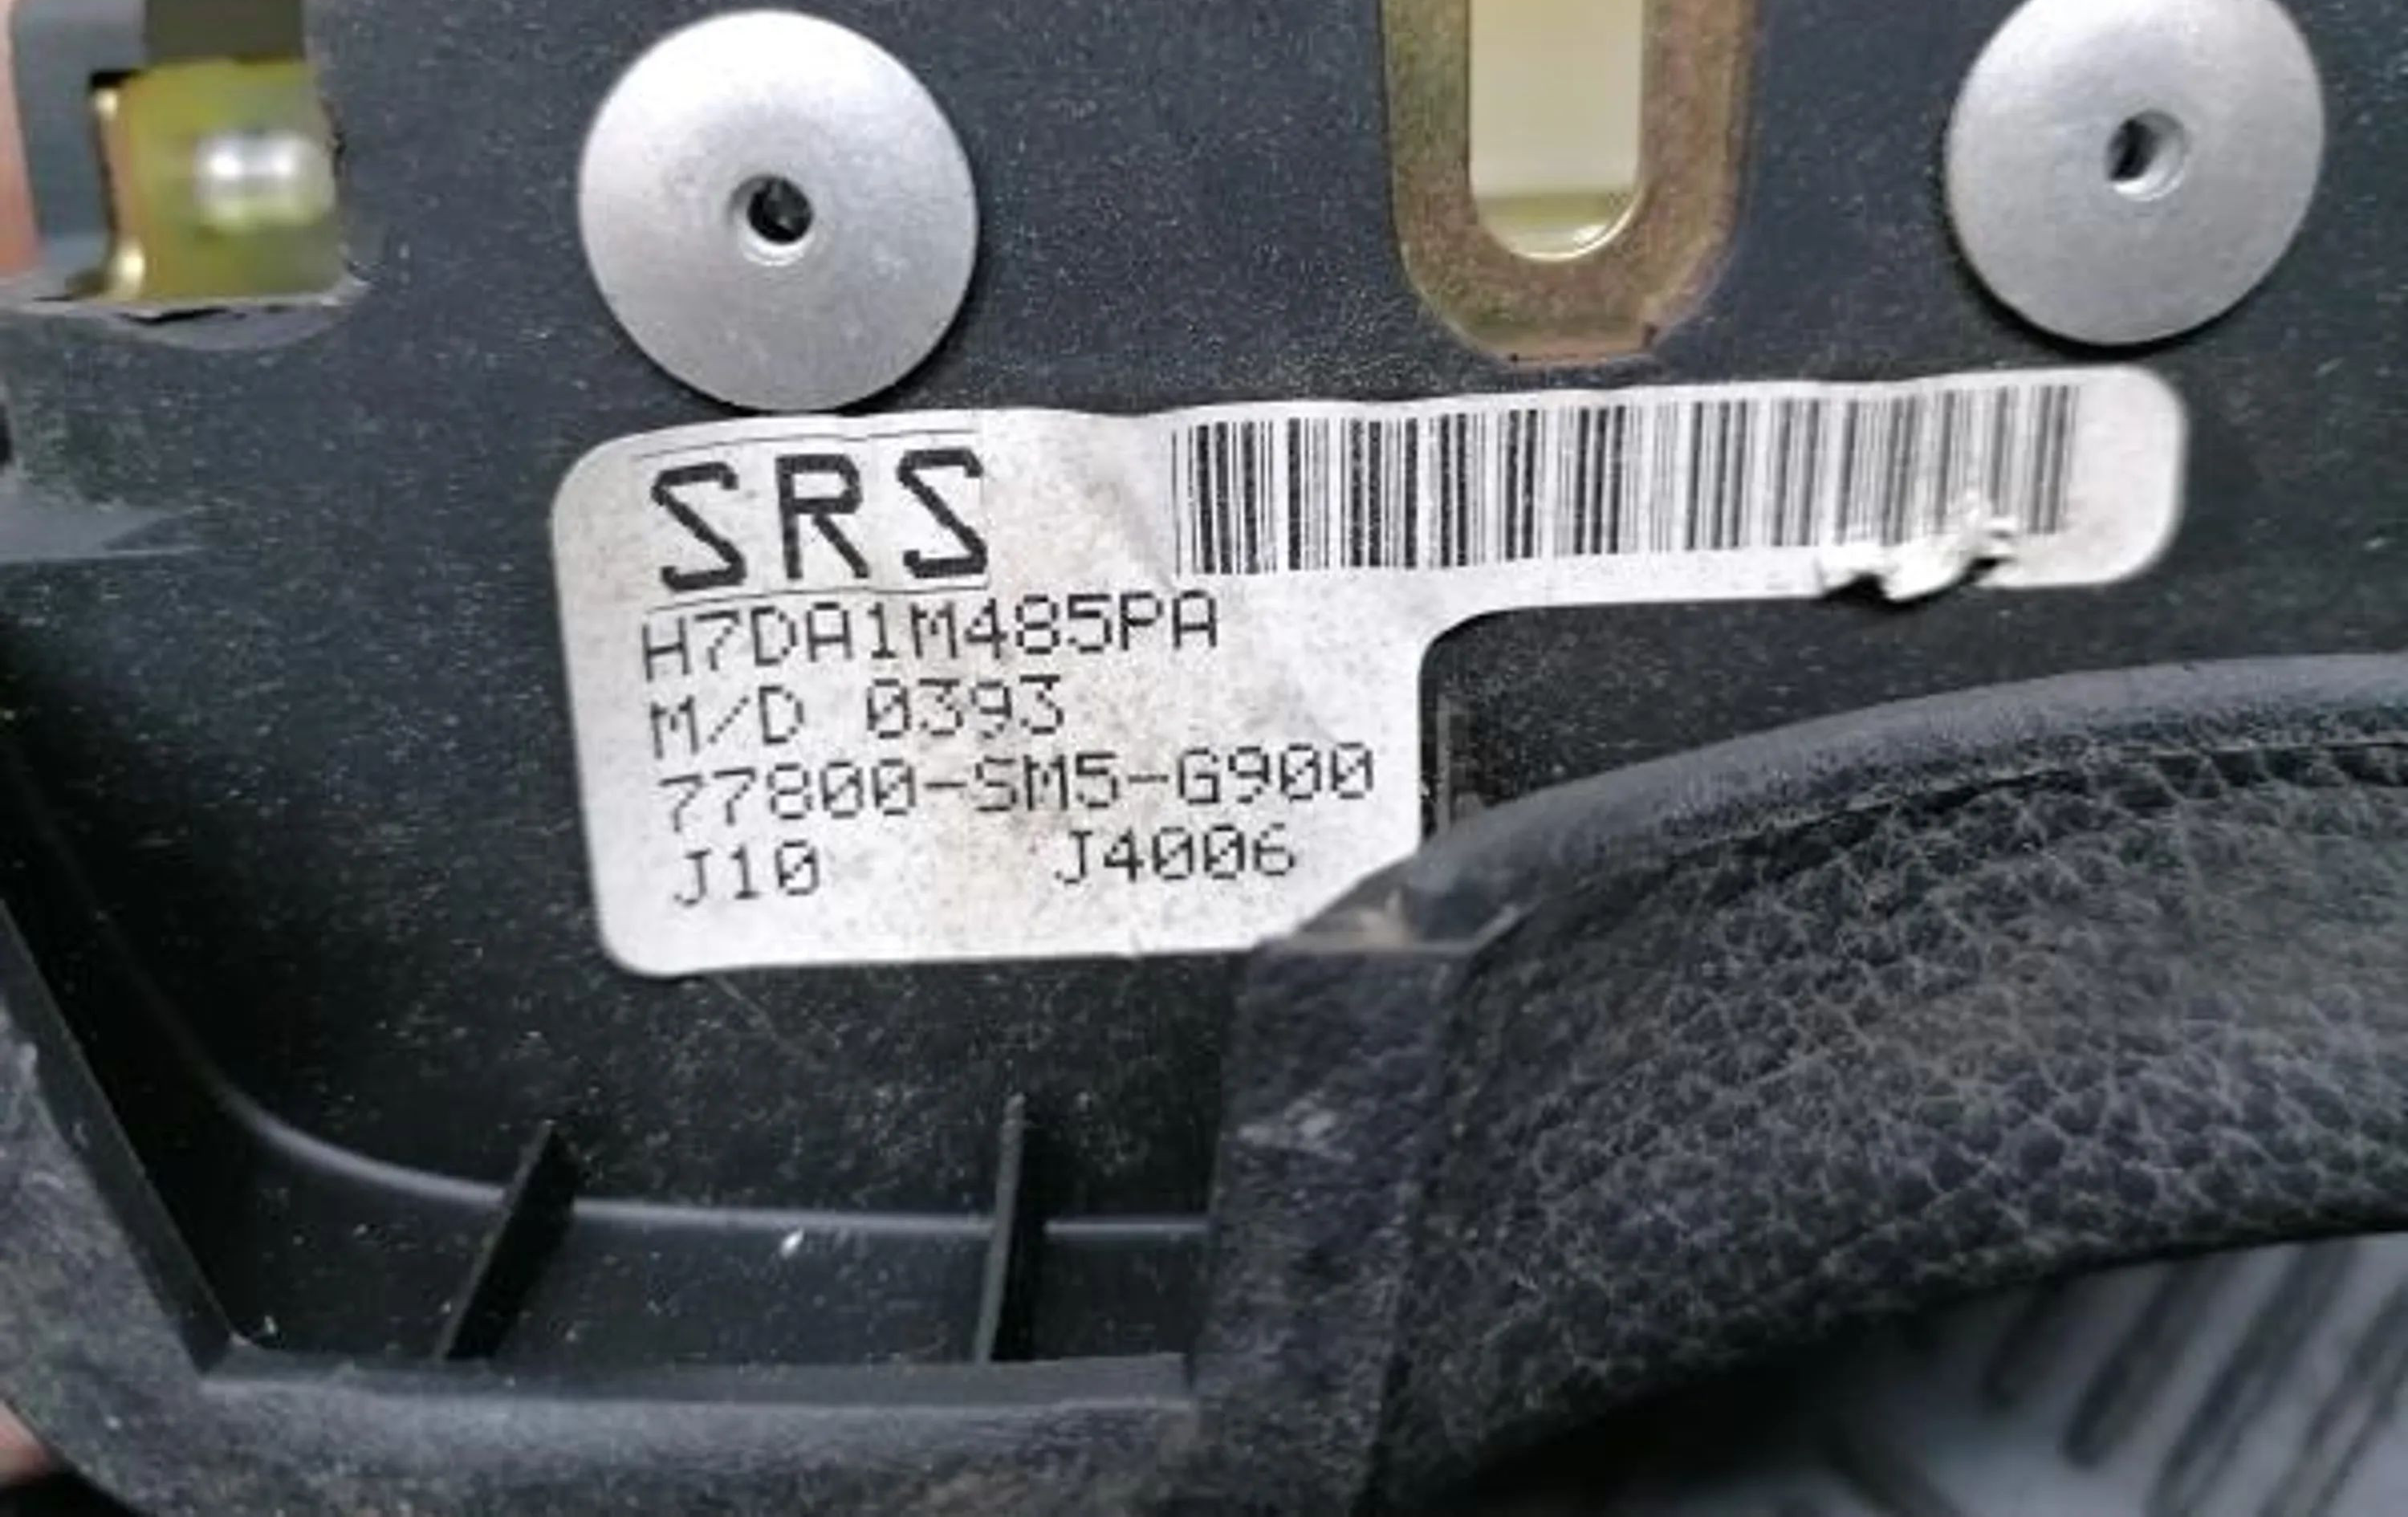 SRS
H7DA1M485PA
M/D 0393
77800-SM5-G900
J10 J4006